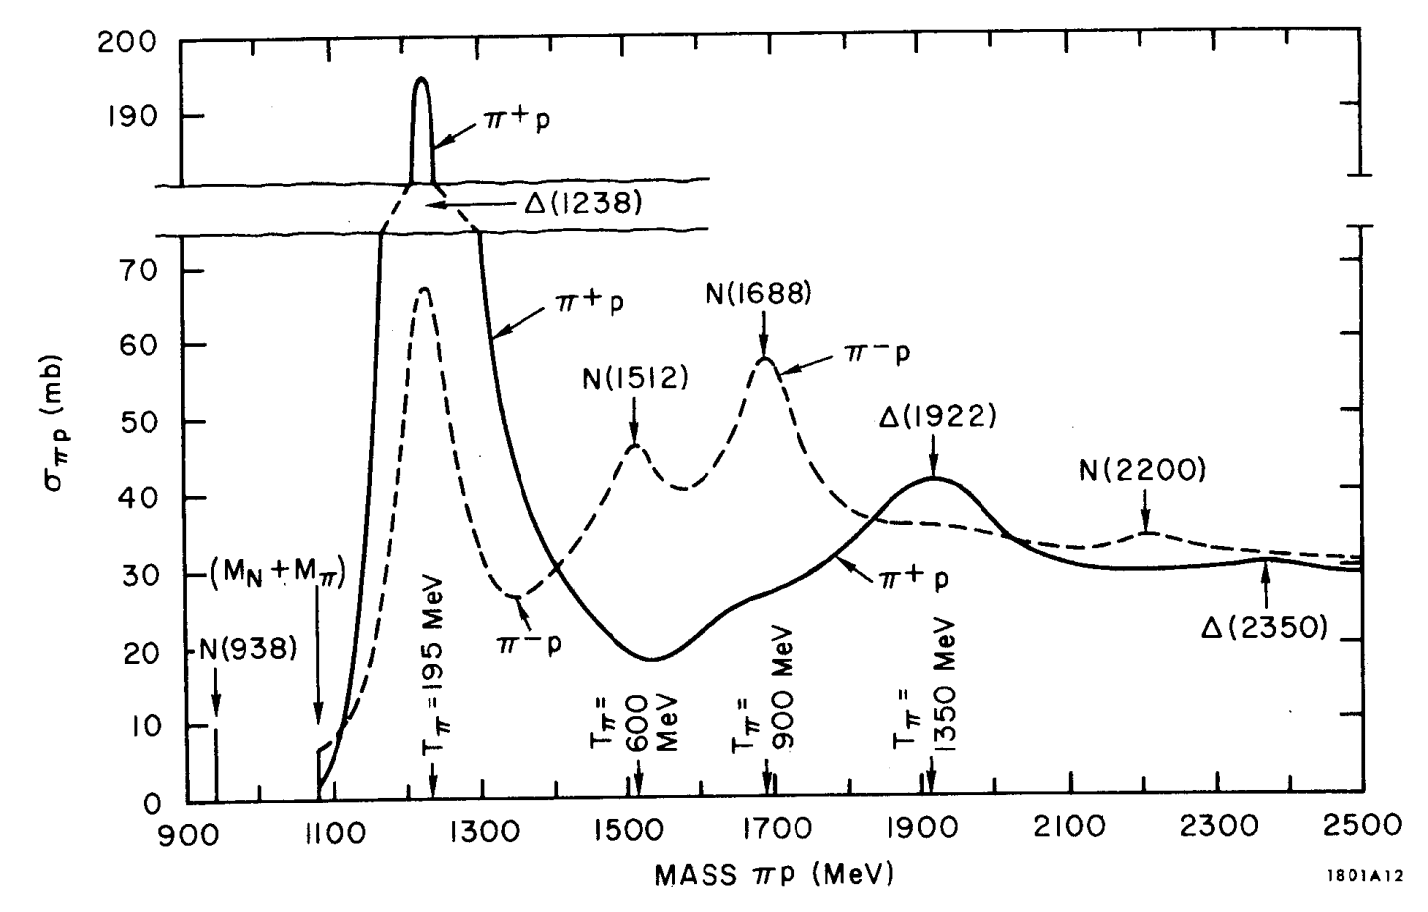 200
190
π+p
Δ(1238)
70
π+p
N(1688)
60
π-p
N(1512)
50
Δ(1922)
N(2200)
40
σπp (mb)
30
(MN+Mπ)
π+p
π-p
Δ(2350)
20
N(938)
Tπ=195 MeV
Tπ=
600
MeV
Tπ=
900 MeV
Tπ=
1350 MeV
10
0
900 1100 1300 1500 1700 1900 2100 2300 2500
MASS πp (MeV)
1801A12